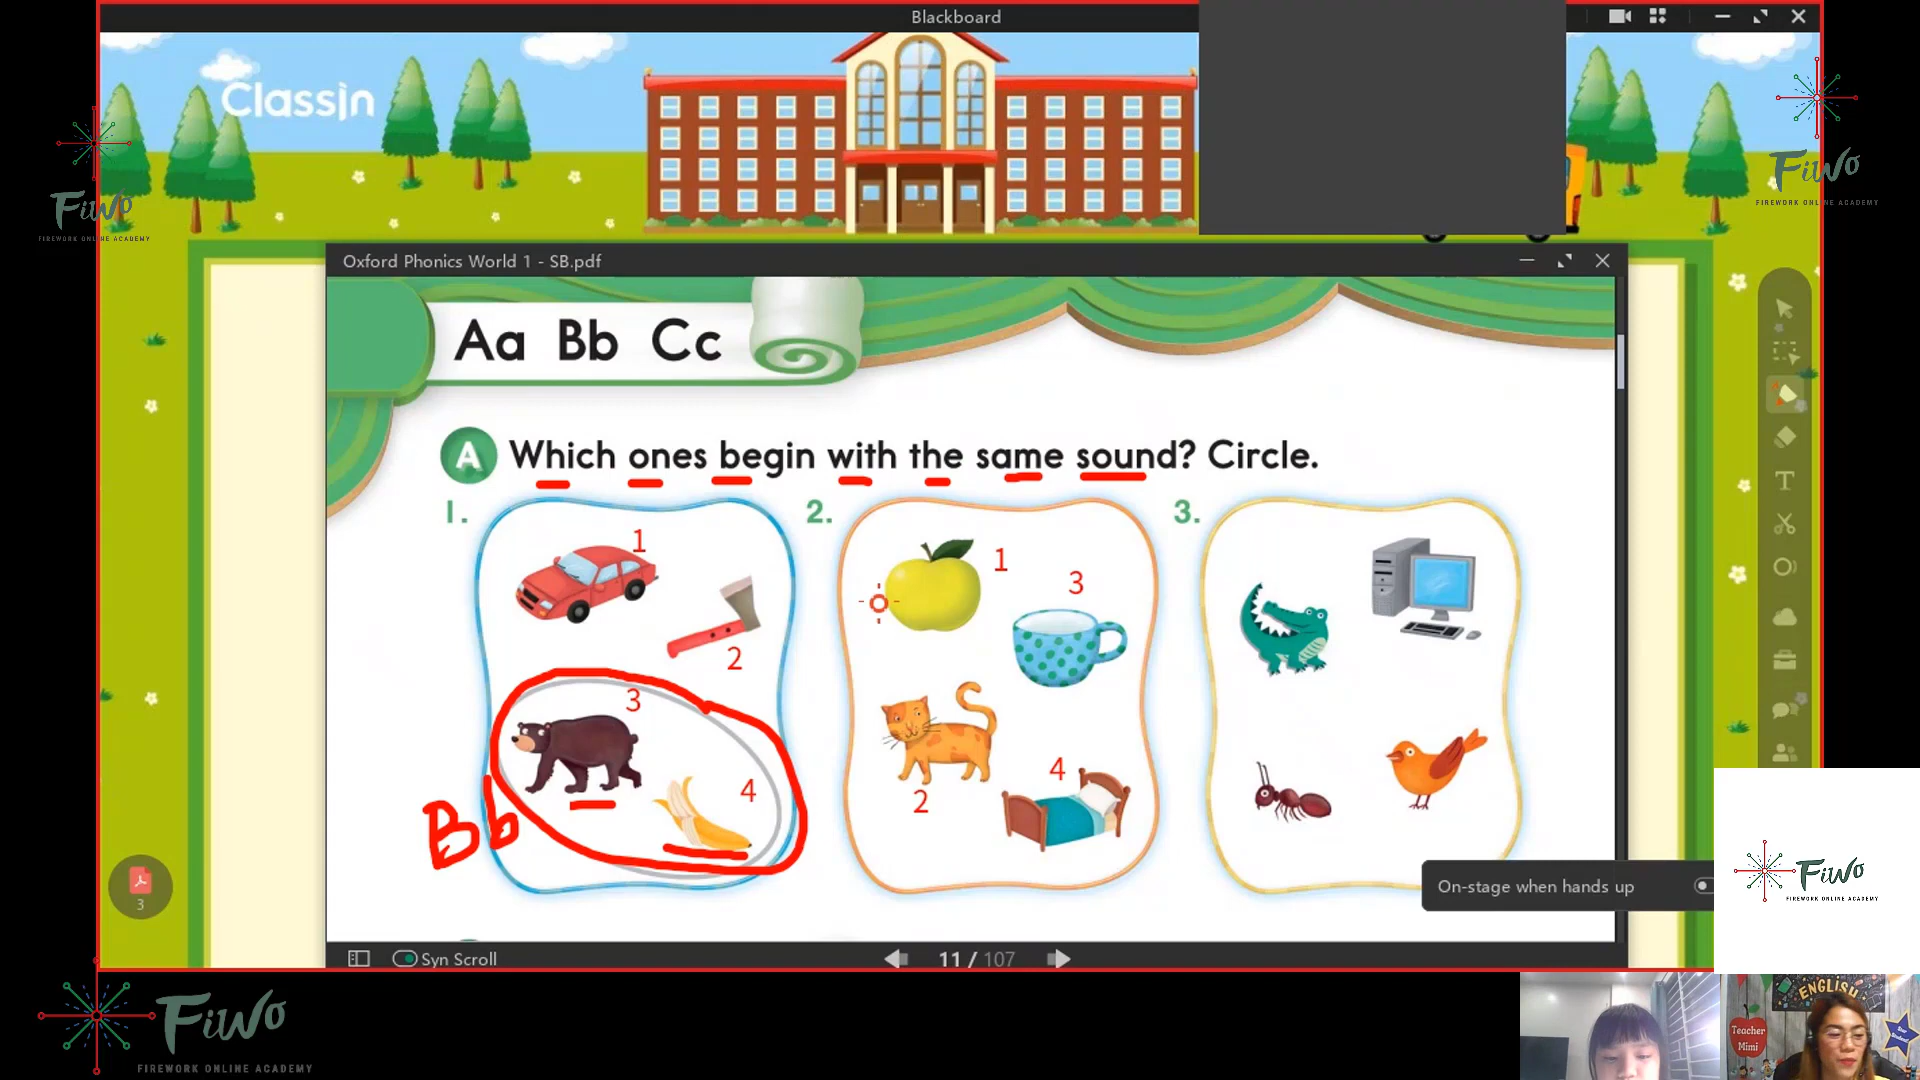 Blackboard
Classin
FiWo
FIREWORK ONLINE ACADEMY
FiWo
FIREWORK ONLINE ACADEMY
Oxford Phonics World 1 - SB.pdf
Aa Bb Cc
A Which ones begin with the same sound? Circle.
1. 2. 3.
1
2
3
4
Bb
1
3
2
4
T
3
On-stage when hands up
Syn Scroll
11 / 107
FiWo
FIREWORK ONLINE ACADEMY
FiWo
FIREWORK ONLINE ACADEMY
ENGLISH
Teacher
Mimi